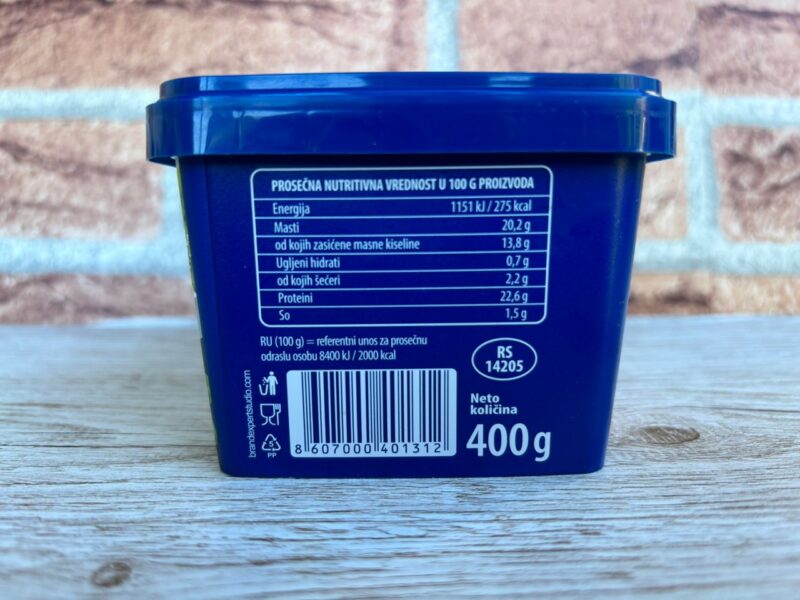 PROSEČNA NUTRITIVNA VREDNOST U 100 G PROIZVODA
Energija 1151 kJ / 275 kcal
Masti 20,2 g
od kojih zasićene masne kiseline 13,8 g
Ugljeni hidrati 0,7 g
od kojih šećeri 2,2 g
Proteini 22,6 g
So 1,5 g
RU (100 g) = referentni unos za prosečnu
odraslu osobu 8400 kJ / 2000 kcal
RS
14205
brandexpertstudio.com
5
PP
8 607000 401312
Neto
količina
400 g